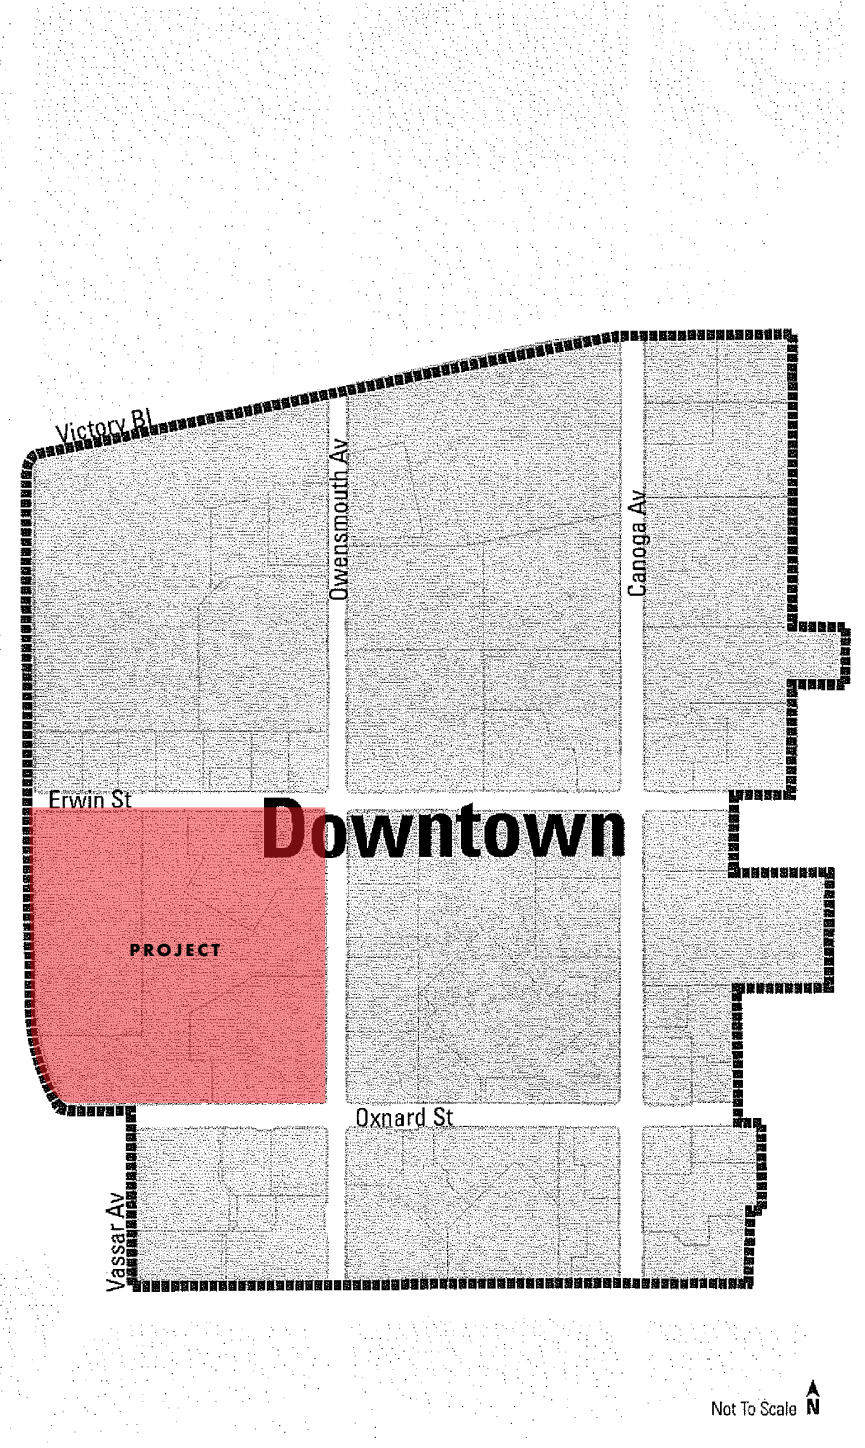 Victory Bl
Owensmouth Av
Canoga Av
Erwin St
Downtown
PROJECT
Oxnard St
Vassar Av
Not To Scale N